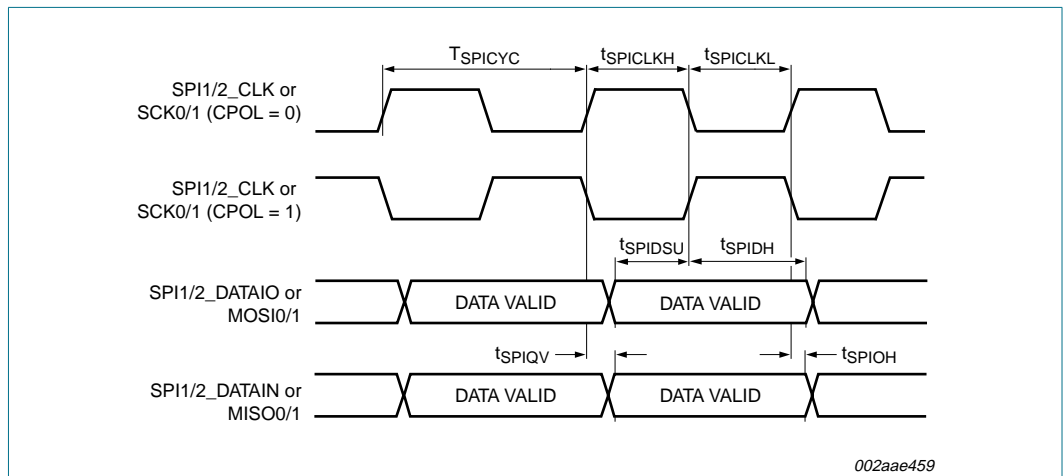 TSPICYC tSPICLKH tSPICLKL
SPI1/2_CLK or
SCK0/1 (CPOL = 0)
SPI1/2_CLK or
SCK0/1 (CPOL = 1)
tSPIDSU tSPIDH
SPI1/2_DATAIO or
MOSI0/1
DATA VALID DATA VALID
tSPIQV tSPIOH
SPI1/2_DATAIN or
MISO0/1
DATA VALID DATA VALID
002aae459